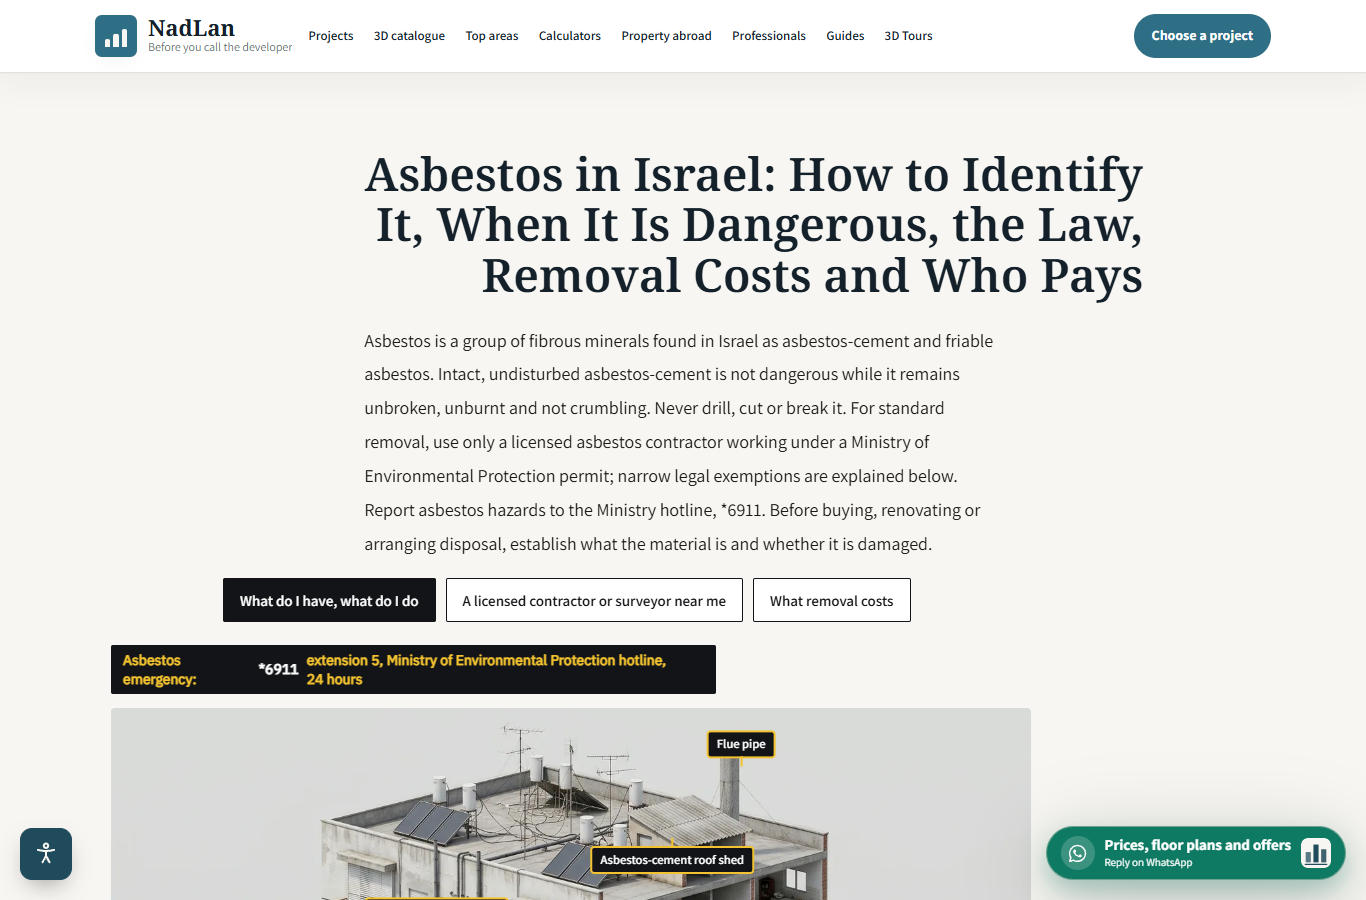 NadLan
Before you call the developer
Projects
3D catalogue
Top areas
Calculators
Property abroad
Professionals
Guides
3D Tours
Choose a project
Asbestos in Israel: How to Identify
It, When It Is Dangerous, the Law,
Removal Costs and Who Pays
Asbestos is a group of fibrous minerals found in Israel as asbestos-cement and friable
asbestos. Intact, undisturbed asbestos-cement is not dangerous while it remains
unbroken, unburnt and not crumbling. Never drill, cut or break it. For standard
removal, use only a licensed asbestos contractor working under a Ministry of
Environmental Protection permit; narrow legal exemptions are explained below.
Report asbestos hazards to the Ministry hotline, *6911. Before buying, renovating or
arranging disposal, establish what the material is and whether it is damaged.
What do I have, what do I do
A licensed contractor or surveyor near me
What removal costs
Asbestos
emergency:
*6911
extension 5, Ministry of Environmental Protection hotline,
24 hours
Flue pipe
Asbestos-cement roof shed
Prices, floor plans and offers
Reply on WhatsApp